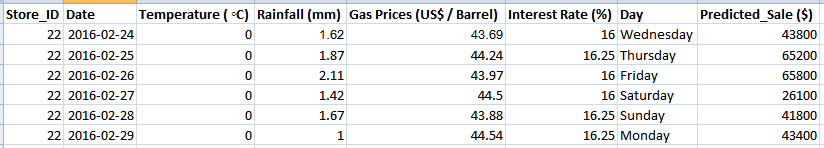 Store_ID Date Temperature ( °C) Rainfall (mm) Gas Prices (US$ / Barrel) Interest Rate (%) Day Predicted_Sale ($)
22 2016-02-24 0 1.62 43.69 16 Wednesday 43800
22 2016-02-25 0 1.87 44.24 16.25 Thursday 65200
22 2016-02-26 0 2.11 43.97 16 Friday 65800
22 2016-02-27 0 1.42 44.5 16 Saturday 26100
22 2016-02-28 0 1.67 43.88 16.25 Sunday 41800
22 2016-02-29 0 1 44.54 16.25 Monday 43400